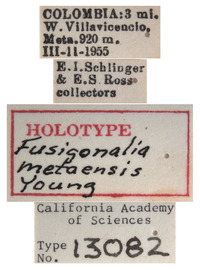 COLOMBIA: 3 mi.
W. Villavicencio,
Meta. 920 m.
III-11-1955
E.I. Schlinger
& E.S. Ross
collectors
HOLOTYPE
Fusigonalia
metaensis
Young
California Academy
of Sciences
Type
No. 13082